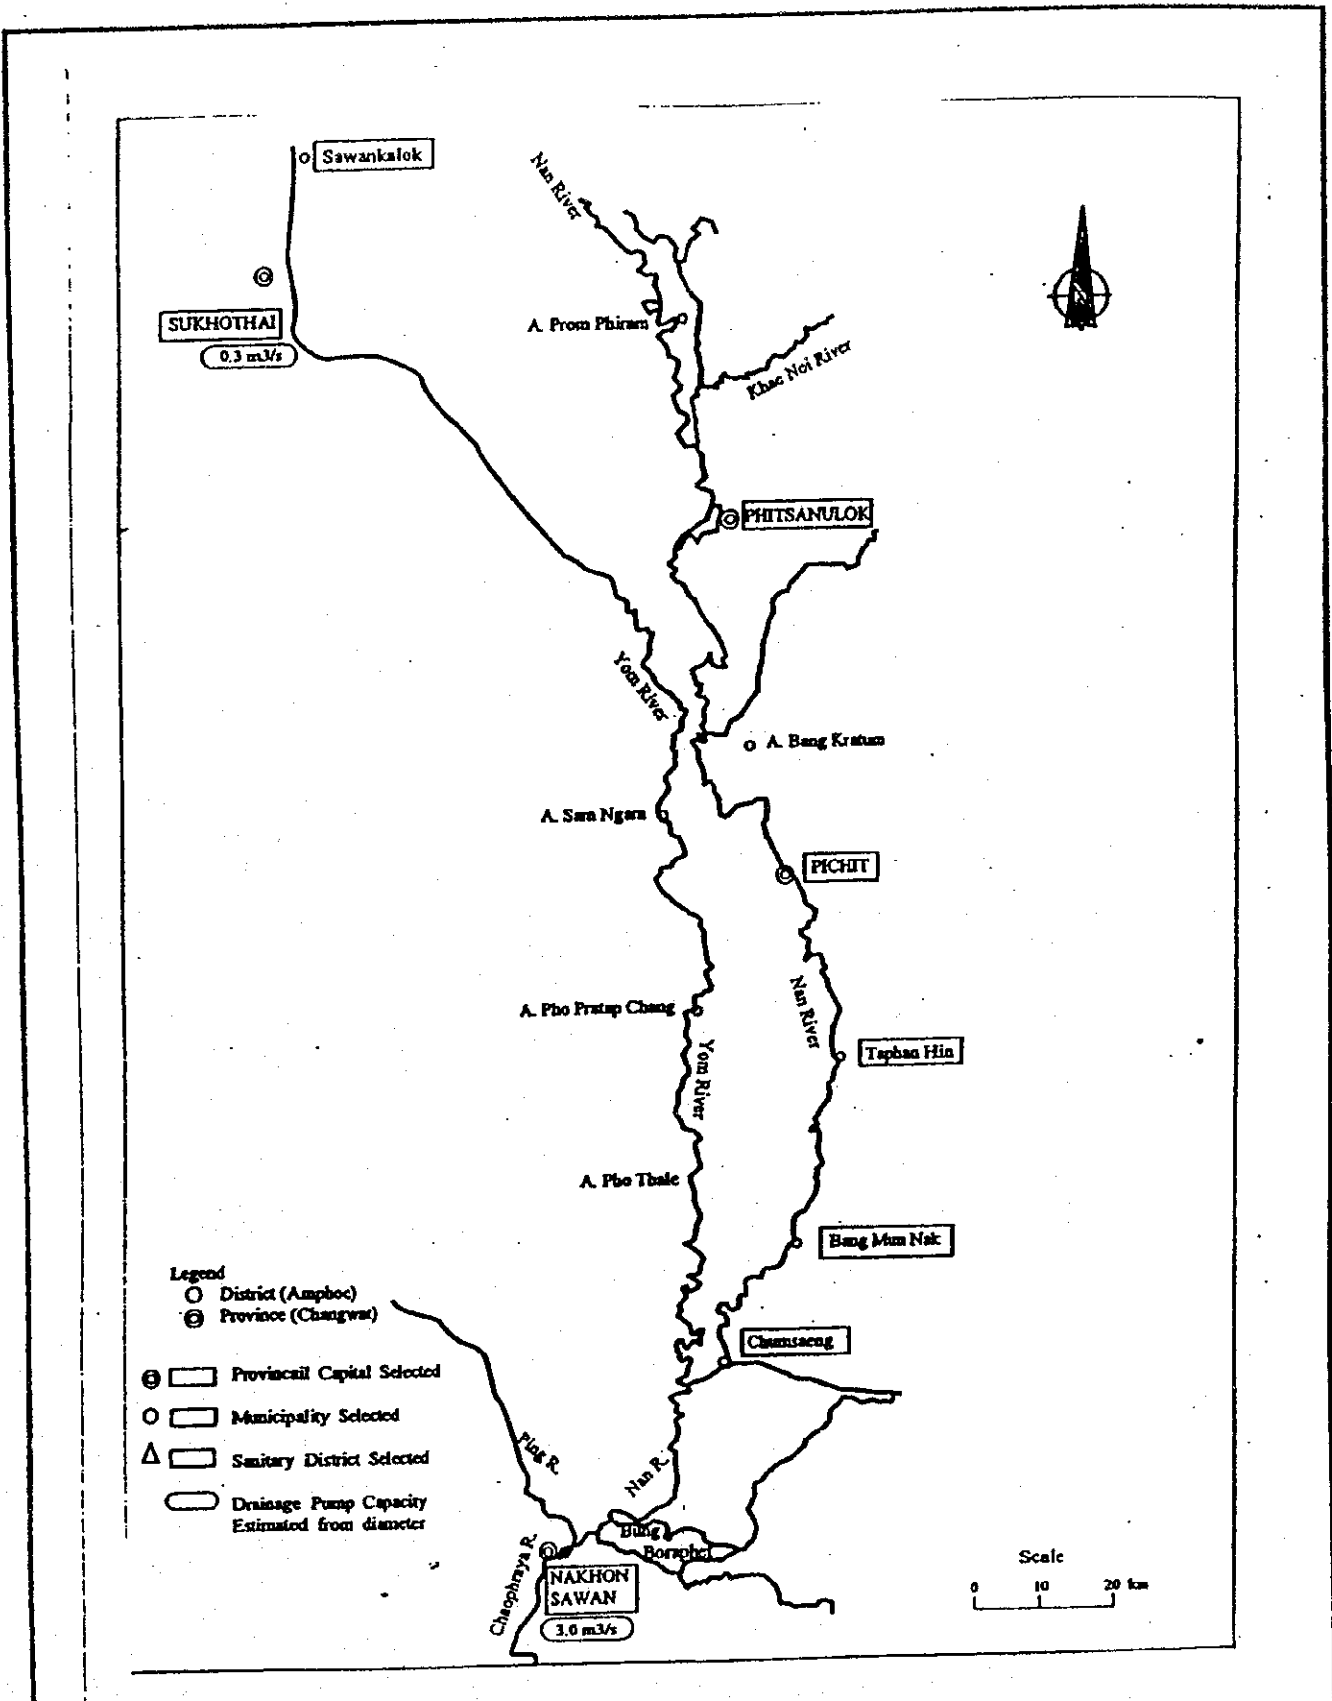 Sawankalok
Nan River
SUKHOTHAI
0.3 m3/s
A. Prom Phiram
Khae Noi River
PHITSANULOK
Yom River
A. Bang Kratum
A. Sam Ngam
PICHIT
A. Pho Pratap Chang
Nan River
Yom River
Taphan Hin
A. Pho Thale
Bang Mun Nak
Chumsaeng
Legend
District (Amphoe)
Province (Changwat)
Provincail Capital Selected
Municipality Selected
Sanitary District Selected
Drainage Pump Capacity
Estimated from diameter
Ping R.
Nan R.
Bung
Boraphet
Chaophraya R.
NAKHON
SAWAN
3.0 m3/s
Scale
0 10 20 km